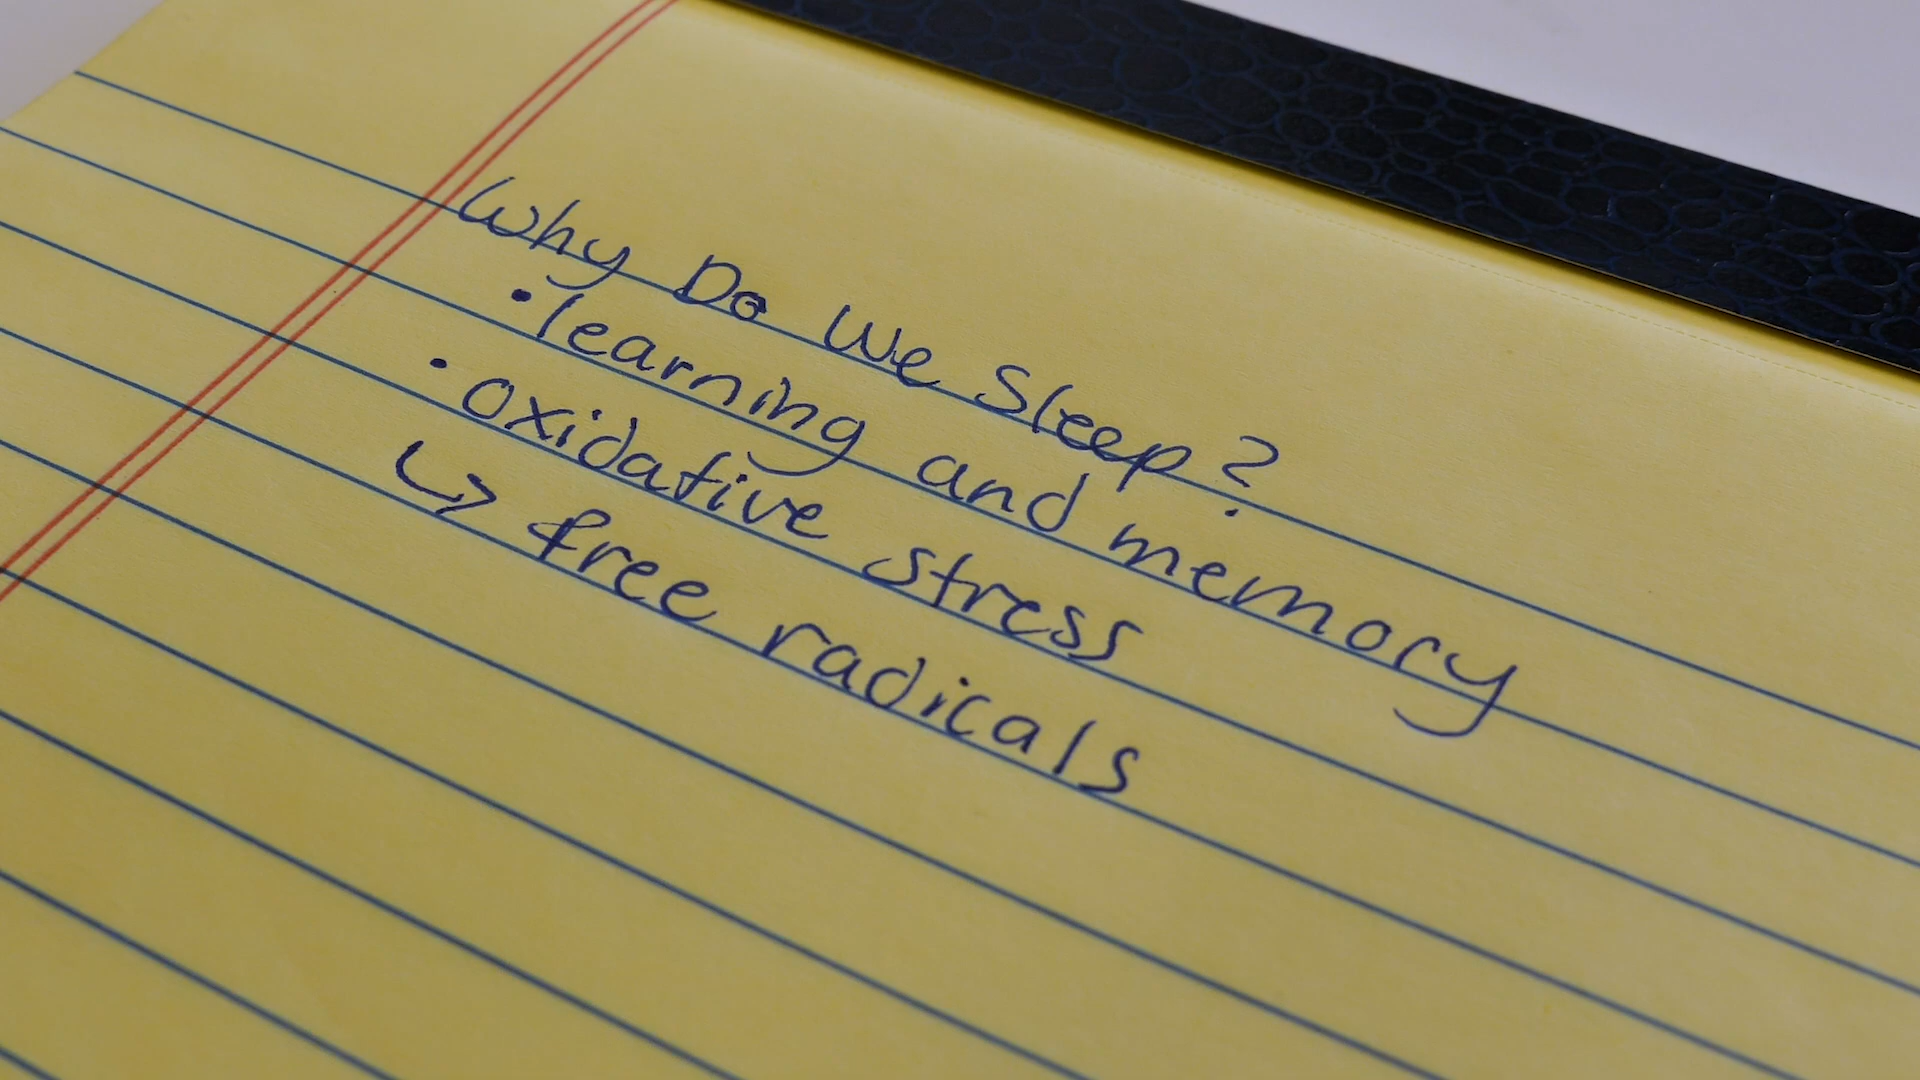 Why Do We Sleep?
• learning and memory
• oxidative stress
↳ free radicals